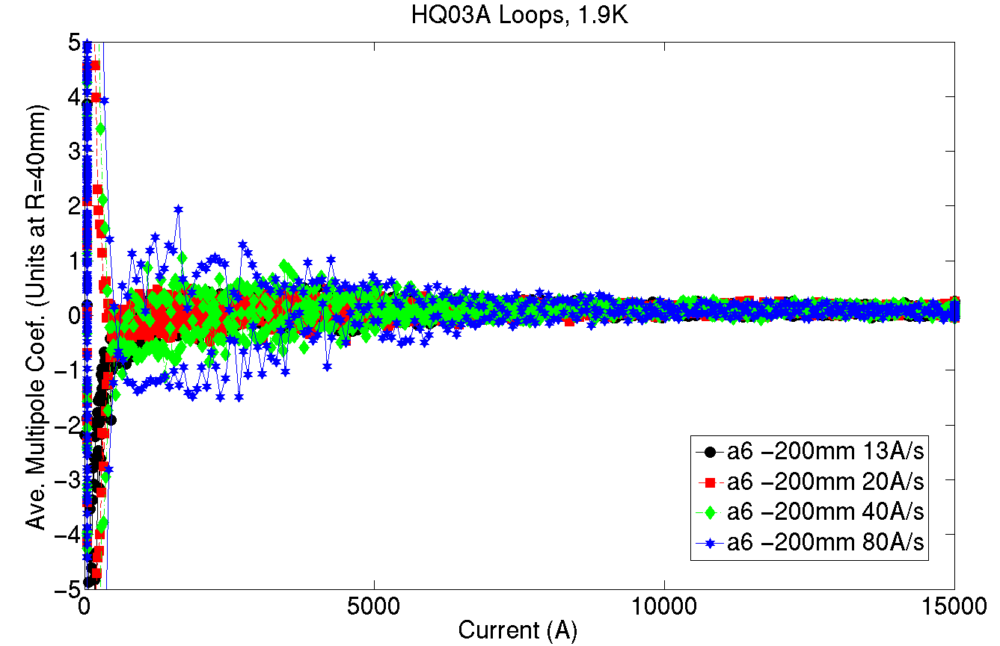 HQ03A Loops, 1.9K
Ave. Multipole Coef. (Units at R=40mm)
5
4
3
2
1
0
−1
−2
−3
−4
−5
0
5000
10000
15000
Current (A)
a6 −200mm 13A/s
a6 −200mm 20A/s
a6 −200mm 40A/s
a6 −200mm 80A/s